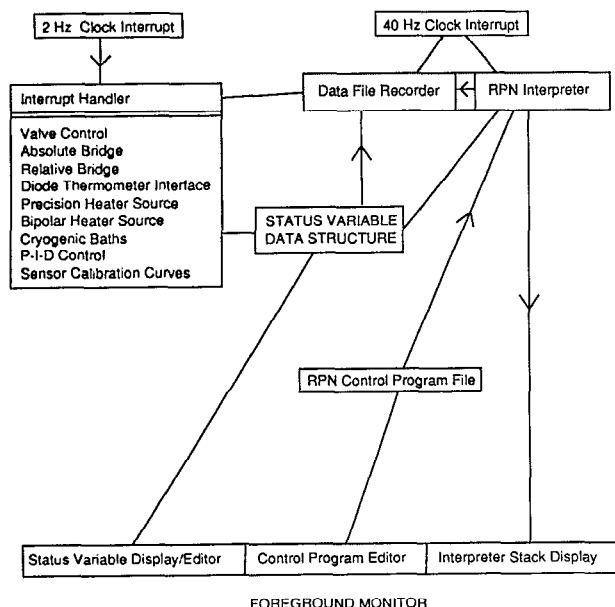 2 Hz Clock Interrupt
40 Hz Clock Interrupt
Interrupt Handler
Data File Recorder
RPN Interpreter
Valve Control
Absolute Bridge
Relative Bridge
Diode Thermometer Interface
Precision Heater Source
Bipolar Heater Source
Cryogenic Baths
P-I-D Control
Sensor Calibration Curves
STATUS VARIABLE
DATA STRUCTURE
RPN Control Program File
Status Variable Display/Editor
Control Program Editor
Interpreter Stack Display
FOREGROUND MONITOR